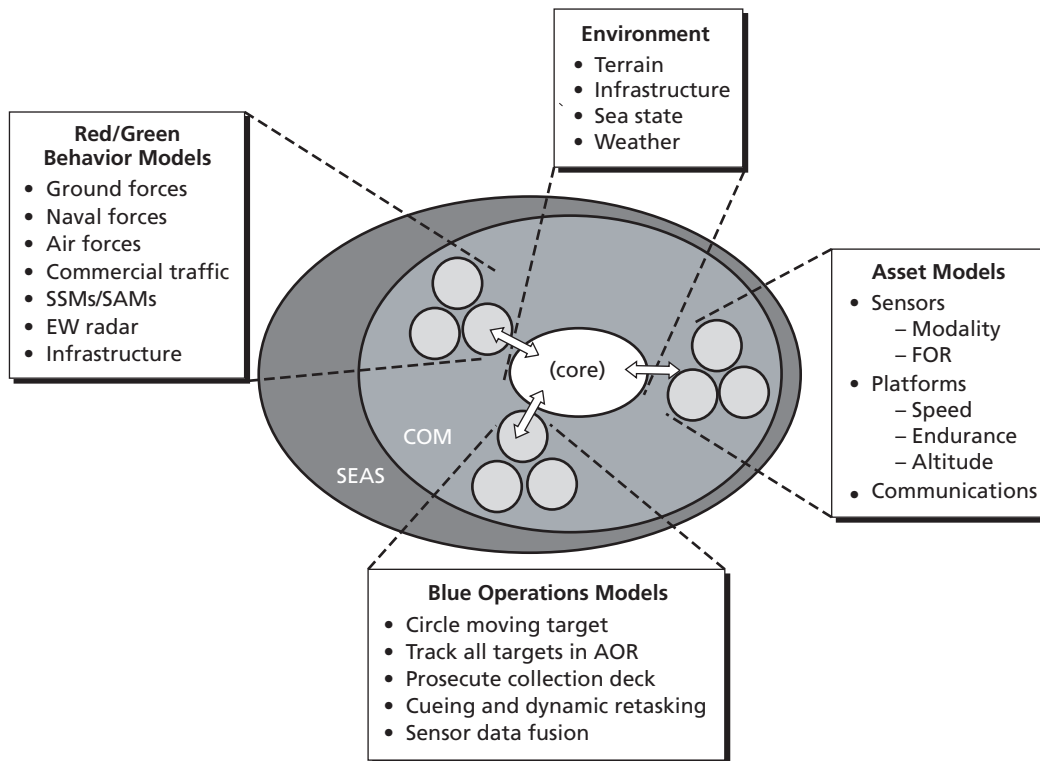 Environment
• Terrain
• Infrastructure
• Sea state
• Weather
Red/Green
Behavior Models
• Ground forces
• Naval forces
• Air forces
• Commercial traffic
• SSMs/SAMs
• EW radar
• Infrastructure
Asset Models
• Sensors
– Modality
– FOR
• Platforms
– Speed
– Endurance
– Altitude
• Communications
(core)
COM
SEAS
Blue Operations Models
• Circle moving target
• Track all targets in AOR
• Prosecute collection deck
• Cueing and dynamic retasking
• Sensor data fusion